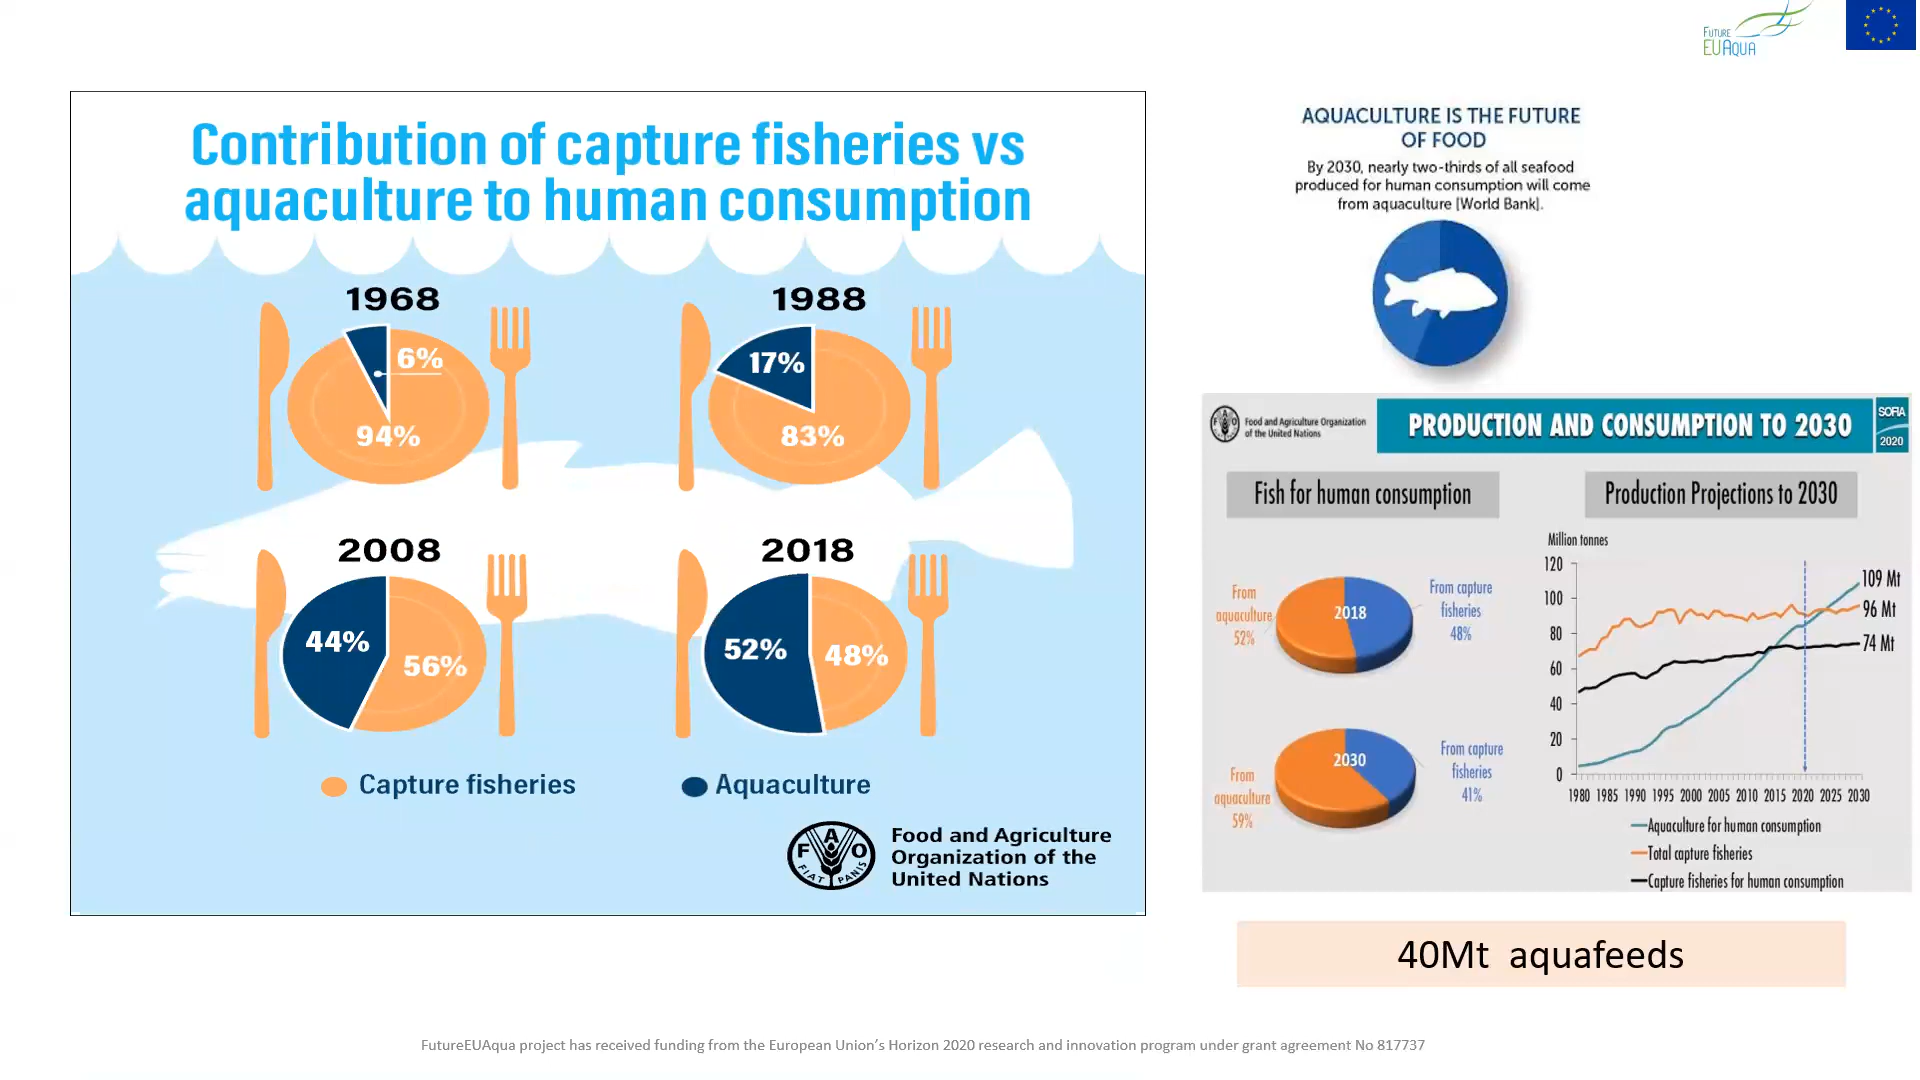 FUTURE
EUAQUA
Contribution of capture fisheries vs
aquaculture to human consumption
1968
6%
94%
1988
17%
83%
2008
44%
56%
2018
52%
48%
Capture fisheries
Aquaculture
FAO
FIAT PANIS
Food and Agriculture
Organization of the
United Nations
AQUACULTURE IS THE FUTURE
OF FOOD
By 2030, nearly two-thirds of all seafood
produced for human consumption will come
from aquaculture [World Bank].
Food and Agriculture Organization
of the United Nations
PRODUCTION AND CONSUMPTION TO 2030
SOFIA
2020
Fish for human consumption
From
aquaculture
52%
2018
From capture
fisheries
48%
From
aquaculture
59%
2030
From capture
fisheries
41%
Production Projections to 2030
Million tonnes
120
100
80
60
40
20
0
109 Mt
96 Mt
74 Mt
1980 1985 1990 1995 2000 2005 2010 2015 2020 2025 2030
Aquaculture for human consumption
Total capture fisheries
Capture fisheries for human consumption
40Mt aquafeeds
FutureEUAqua project has received funding from the European Union’s Horizon 2020 research and innovation program under grant agreement No 817737